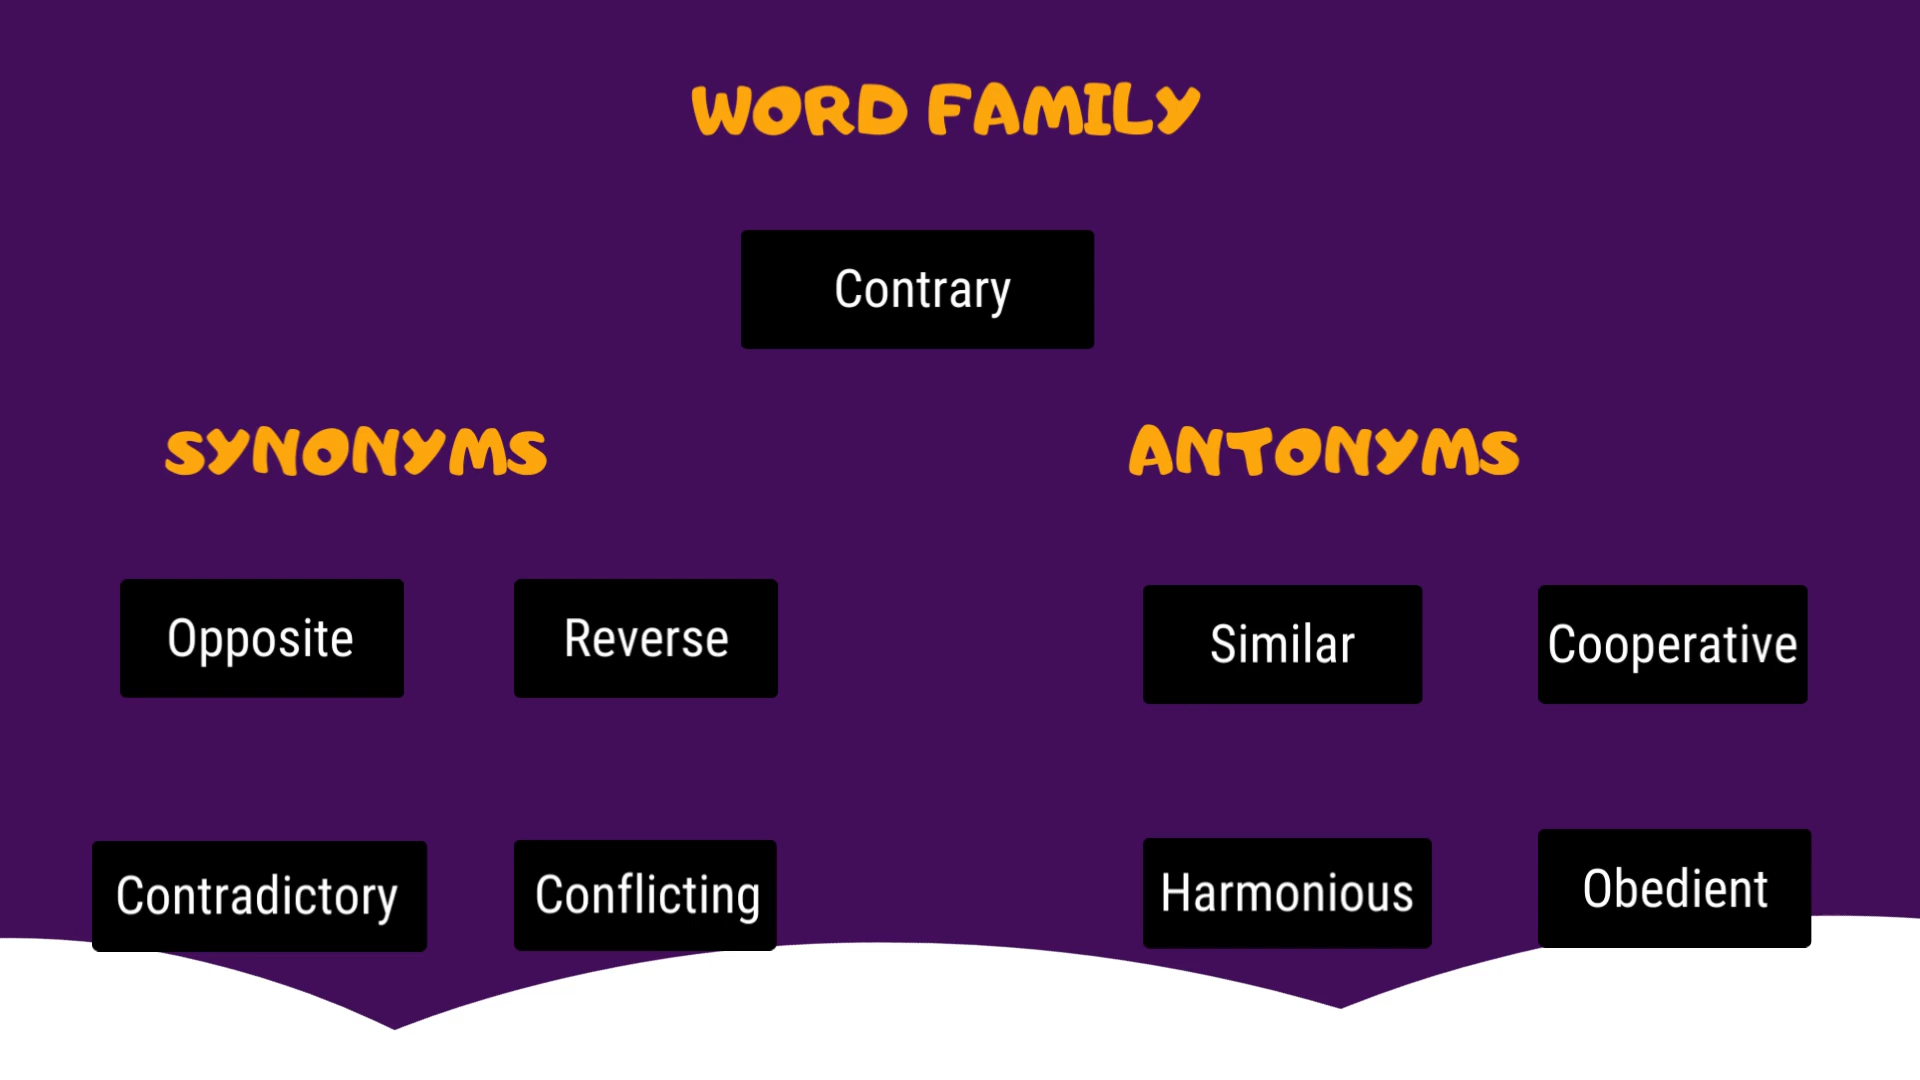 WORD FAMILY
Contrary
SYNONYMS
ANTONYMS
Opposite
Reverse
Similar
Cooperative
Contradictory
Conflicting
Harmonious
Obedient